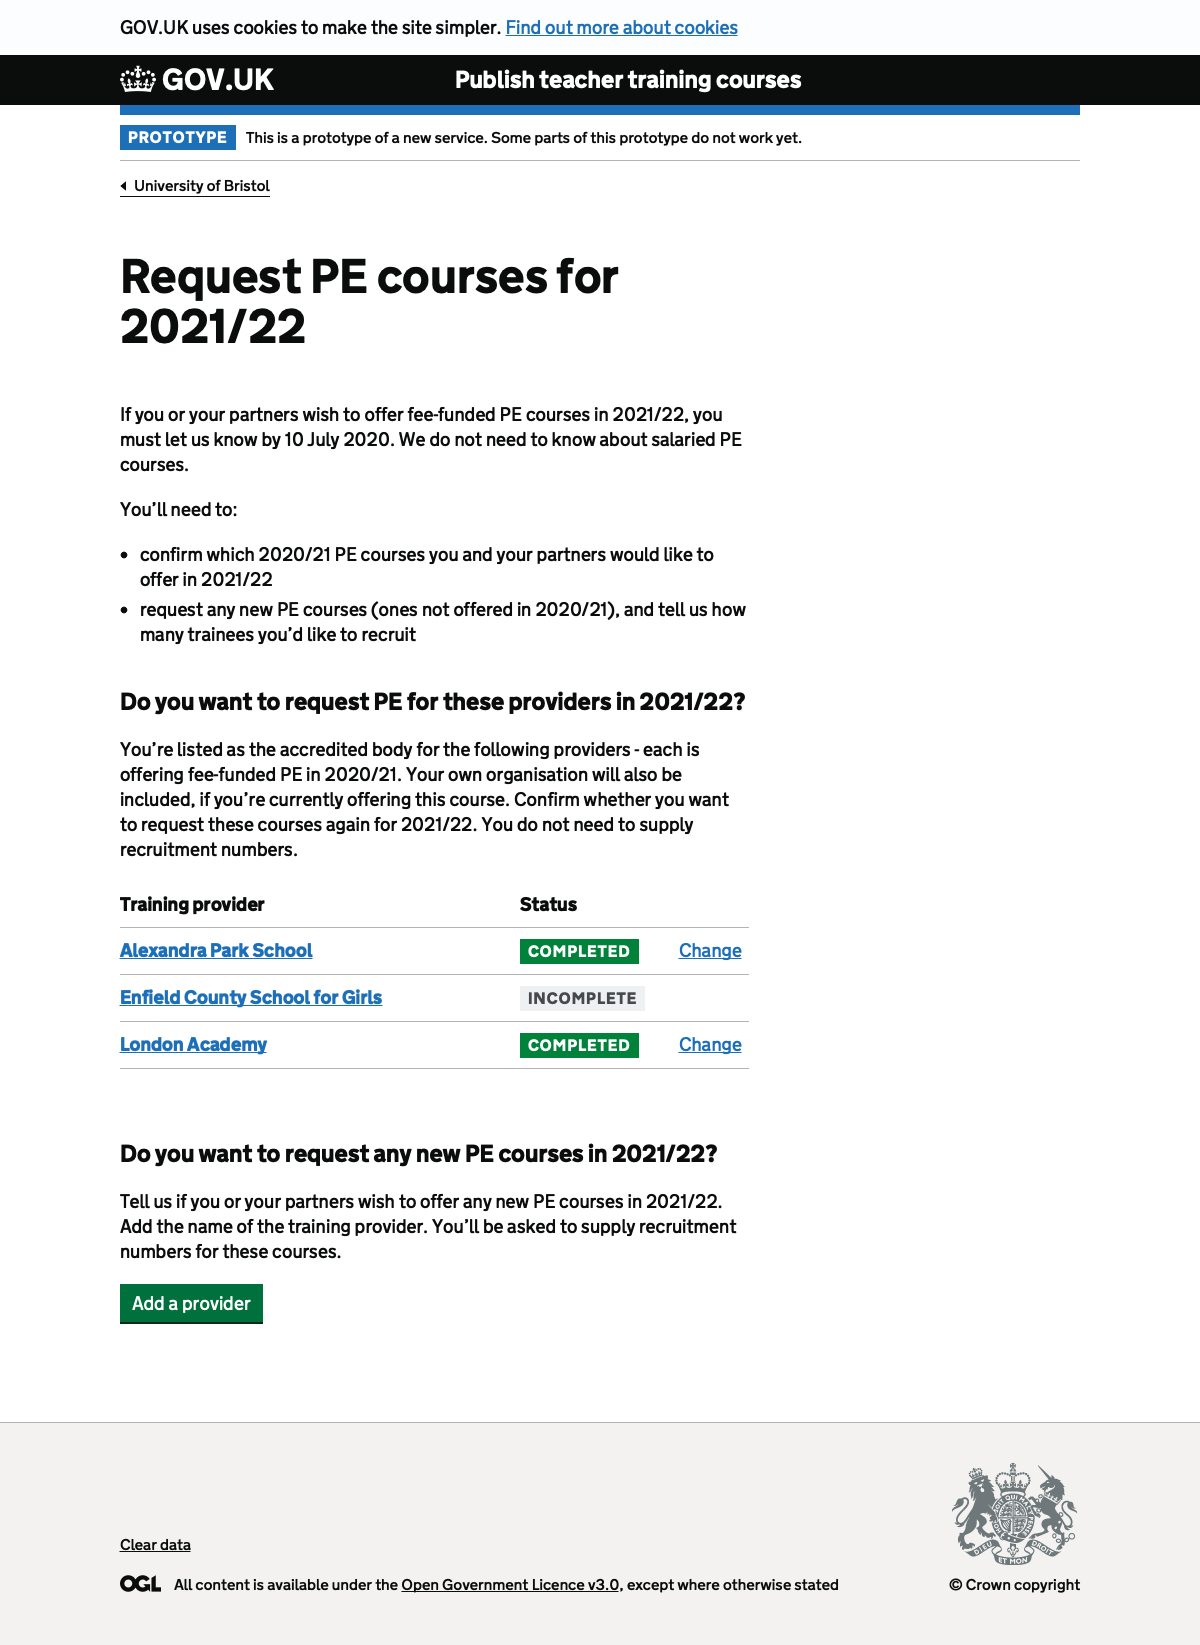 GOV.UK uses cookies to make the site simpler. Find out more about cookies
GOV.UK Publish teacher training courses
PROTOTYPE This is a prototype of a new service. Some parts of this prototype do not work yet.
University of Bristol
Request PE courses for
2021/22
If you or your partners wish to offer fee-funded PE courses in 2021/22, you
must let us know by 10 July 2020. We do not need to know about salaried PE
courses.
You’ll need to:
• confirm which 2020/21 PE courses you and your partners would like to
offer in 2021/22
• request any new PE courses (ones not offered in 2020/21), and tell us how
many trainees you’d like to recruit
Do you want to request PE for these providers in 2021/22?
You’re listed as the accredited body for the following providers - each is
offering fee-funded PE in 2020/21. Your own organisation will also be
included, if you’re currently offering this course. Confirm whether you want
to request these courses again for 2021/22. You do not need to supply
recruitment numbers.
Training provider Status
Alexandra Park School COMPLETED Change
Enfield County School for Girls INCOMPLETE
London Academy COMPLETED Change
Do you want to request any new PE courses in 2021/22?
Tell us if you or your partners wish to offer any new PE courses in 2021/22.
Add the name of the training provider. You’ll be asked to supply recruitment
numbers for these courses.
Add a provider
Clear data
DIEU ET MON DROIT
OGL All content is available under the Open Government Licence v3.0, except where otherwise stated
© Crown copyright